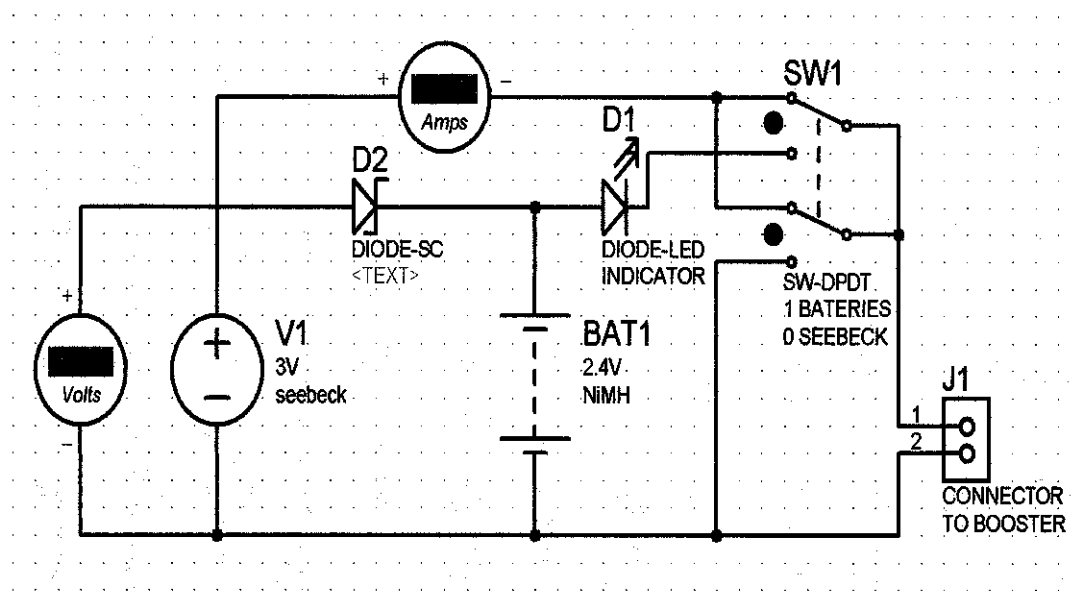 SW1
+
−
Amps
D1
D2
DIODE-SC
<TEXT>
DIODE-LED
INDICATOR
SW-DPDT
1 BATERIES
0 SEEBECK
+
Volts
−
+
−
V1
3V
seebeck
BAT1
2.4V
NiMH
J1
1
2
CONNECTOR
TO BOOSTER